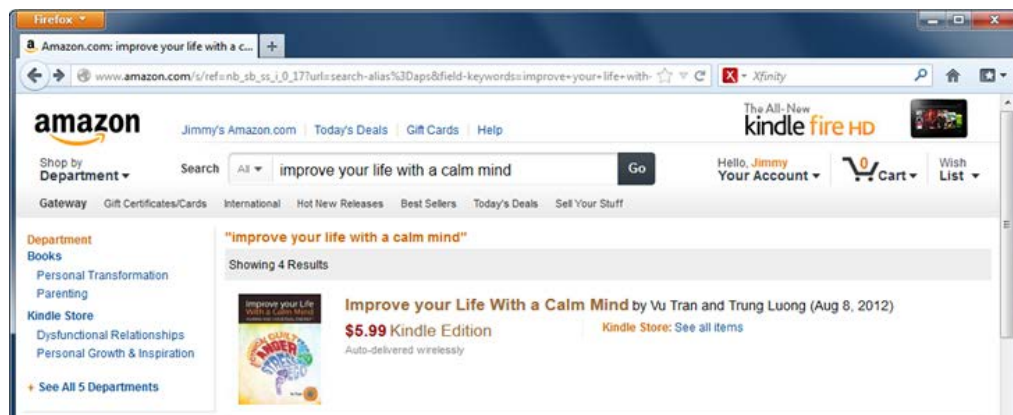 Firefox
Amazon.com: improve your life with a c...
www.amazon.com/s/ref=nb_sb_ss_i_0_17?url=search-alias%3Daps&field-keywords=improve+your+life+with-
Xfinity
amazon
Jimmy's Amazon.com Today's Deals Gift Cards Help
The All-New
kindle fire HD
Shop by
Department
Search All improve your life with a calm mind Go
Hello, Jimmy
Your Account
0
Cart
Wish
List
Gateway Gift Certificates/Cards International Hot New Releases Best Sellers Today's Deals Sell Your Stuff
Department
Books
Personal Transformation
Parenting
Kindle Store
Dysfunctional Relationships
Personal Growth & Inspiration
+ See All 5 Departments
"improve your life with a calm mind"
Showing 4 Results
Improve your Life
With a Calm Mind
GUILT
ANGER
STRESS
EGO
Vu Tran
Improve your Life With a Calm Mind by Vu Tran and Trung Luong (Aug 8, 2012)
$5.99 Kindle Edition
Auto-delivered wirelessly
Kindle Store: See all items